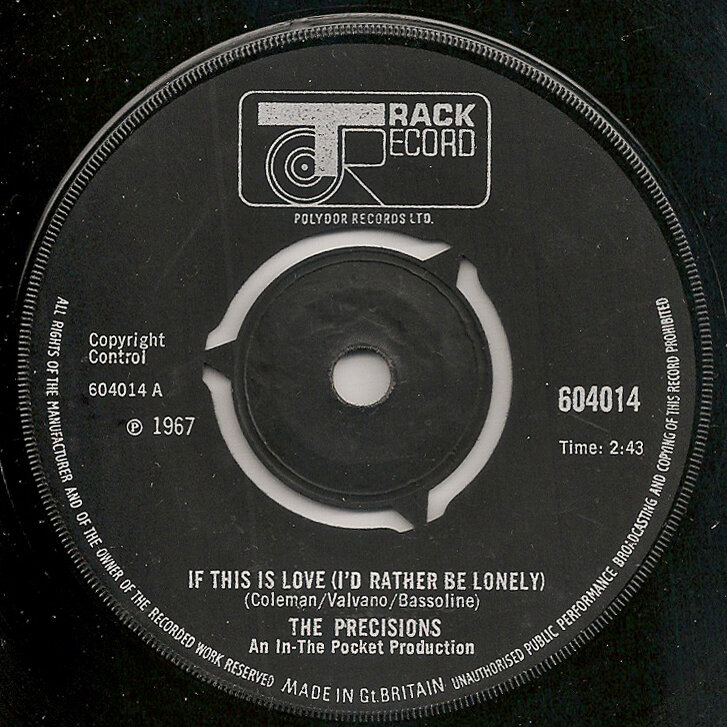 TRACK
RECORD
POLYDOR RECORDS LTD.
Copyright
Control
604014 A
℗ 1967
604014
Time: 2:43
IF THIS IS LOVE (I'D RATHER BE LONELY)
(Coleman/Valvano/Bassoline)
THE PRECISIONS
An In-The Pocket Production
ALL RIGHTS OF THE MANUFACTURER AND OF THE OWNER OF THE RECORDED WORK RESERVED
MADE IN Gt.BRITAIN
UNAUTHORISED PUBLIC PERFORMANCE BROADCASTING AND COPYING OF THIS RECORD PROHIBITED